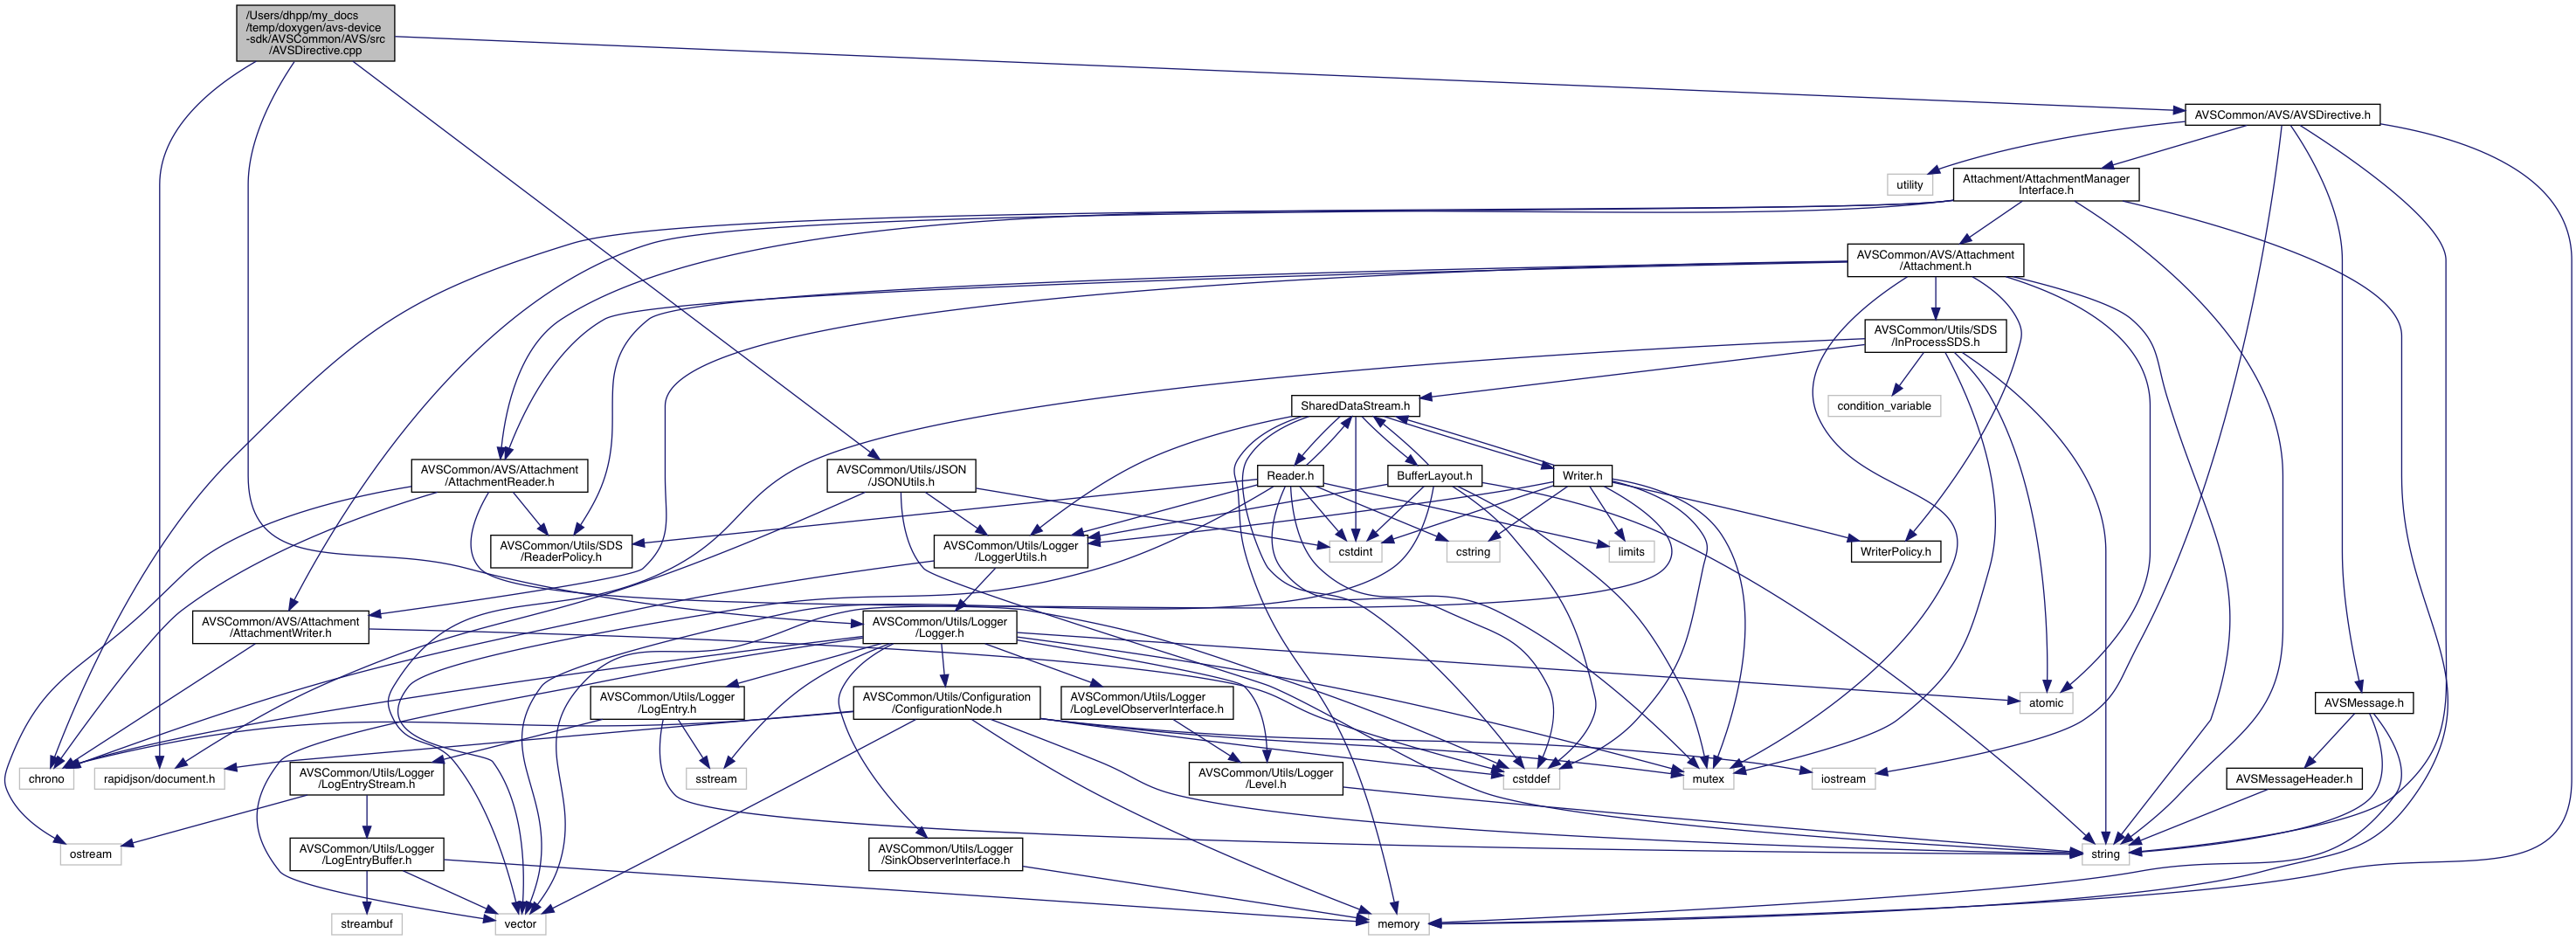 /Users/dhpp/my_docs
/temp/doxygen/avs-device
-sdk/AVSCommon/AVS/src
/AVSDirective.cpp
AVSCommon/AVS/AVSDirective.h
utility
Attachment/AttachmentManager
Interface.h
AVSCommon/AVS/Attachment
/Attachment.h
AVSCommon/Utils/SDS
/InProcessSDS.h
SharedDataStream.h
condition_variable
AVSCommon/AVS/Attachment
/AttachmentReader.h
AVSCommon/Utils/JSON
/JSONUtils.h
Reader.h
BufferLayout.h
Writer.h
AVSCommon/Utils/SDS
/ReaderPolicy.h
AVSCommon/Utils/Logger
/LoggerUtils.h
cstdint
cstring
limits
WriterPolicy.h
AVSCommon/AVS/Attachment
/AttachmentWriter.h
AVSCommon/Utils/Logger
/Logger.h
AVSCommon/Utils/Logger
/LogEntry.h
AVSCommon/Utils/Configuration
/ConfigurationNode.h
AVSCommon/Utils/Logger
/LogLevelObserverInterface.h
atomic
AVSMessage.h
chrono
rapidjson/document.h
AVSCommon/Utils/Logger
/LogEntryStream.h
sstream
AVSCommon/Utils/Logger
/Level.h
cstddef
mutex
iostream
AVSMessageHeader.h
ostream
AVSCommon/Utils/Logger
/LogEntryBuffer.h
AVSCommon/Utils/Logger
/SinkObserverInterface.h
string
streambuf
vector
memory